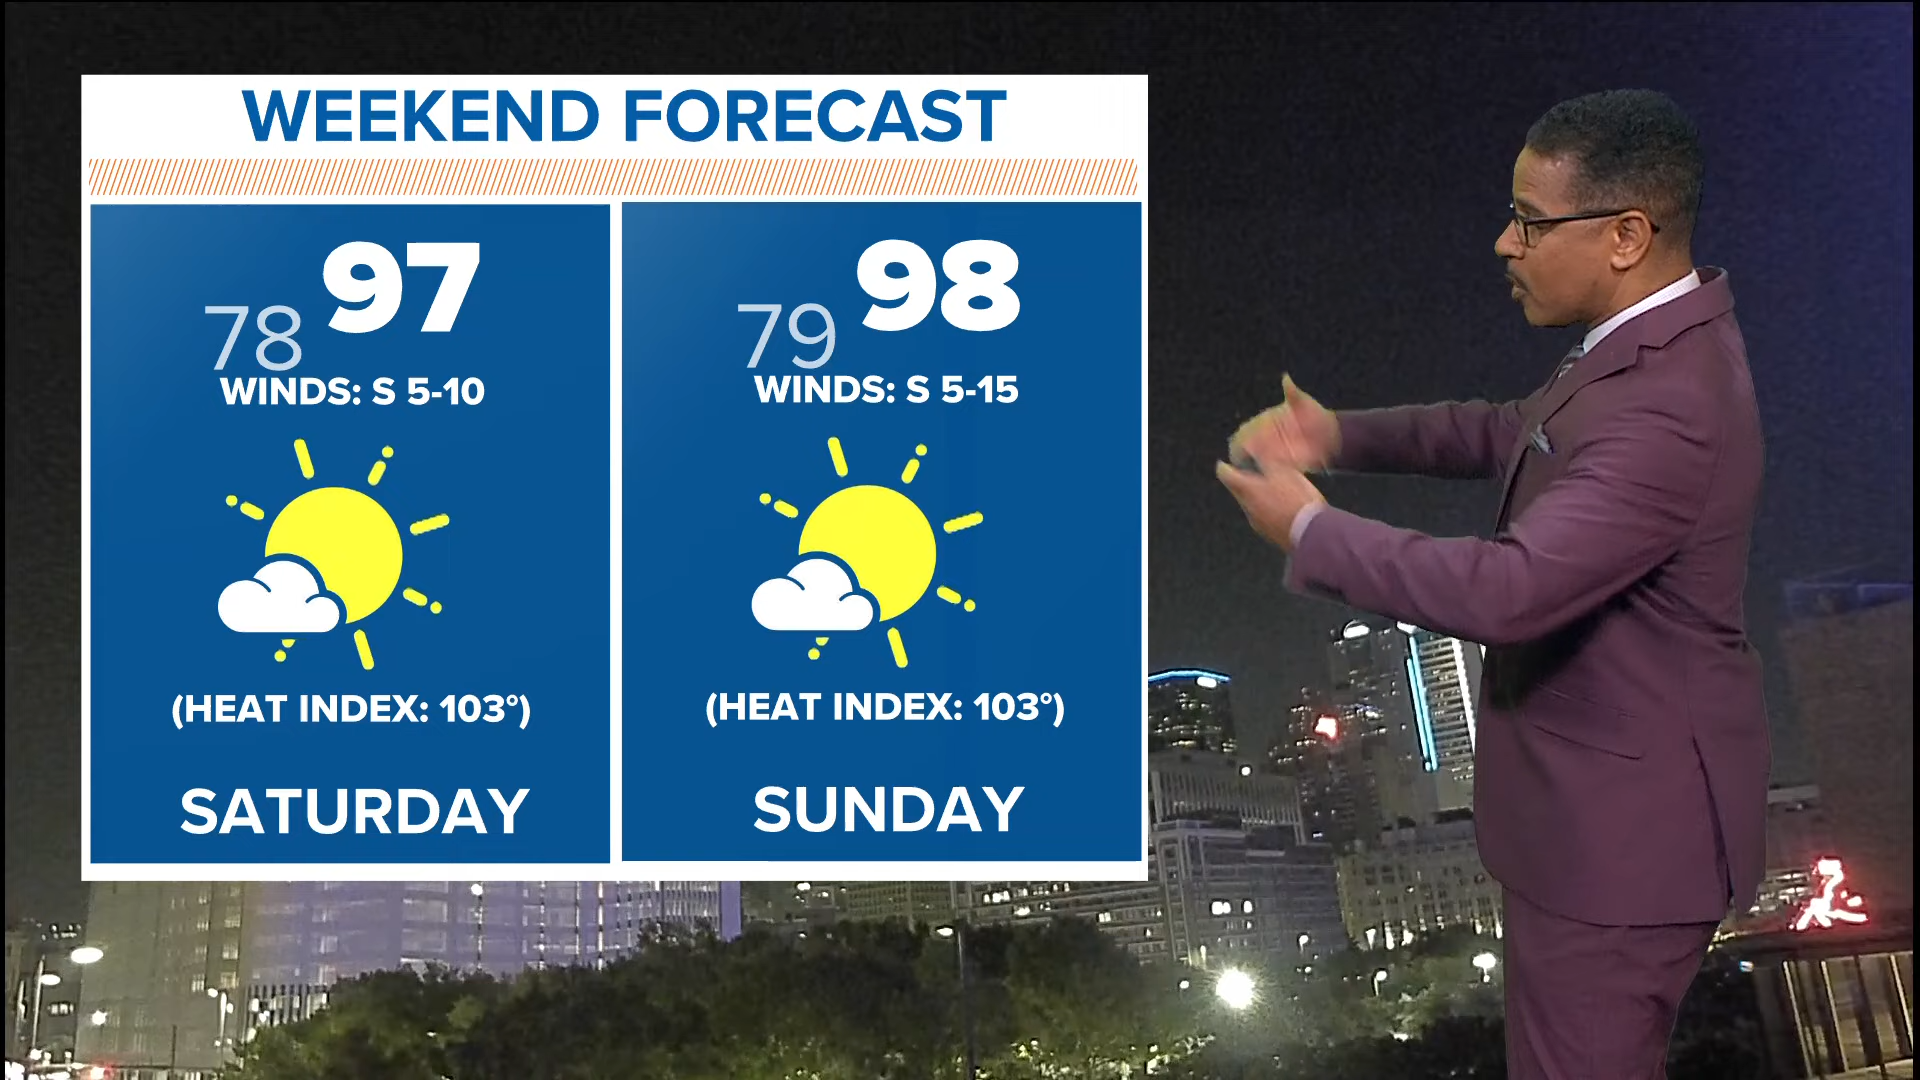 WEEKEND FORECAST
78 97
WINDS: S 5-10
(HEAT INDEX: 103°)
SATURDAY
79 98
WINDS: S 5-15
(HEAT INDEX: 103°)
SUNDAY